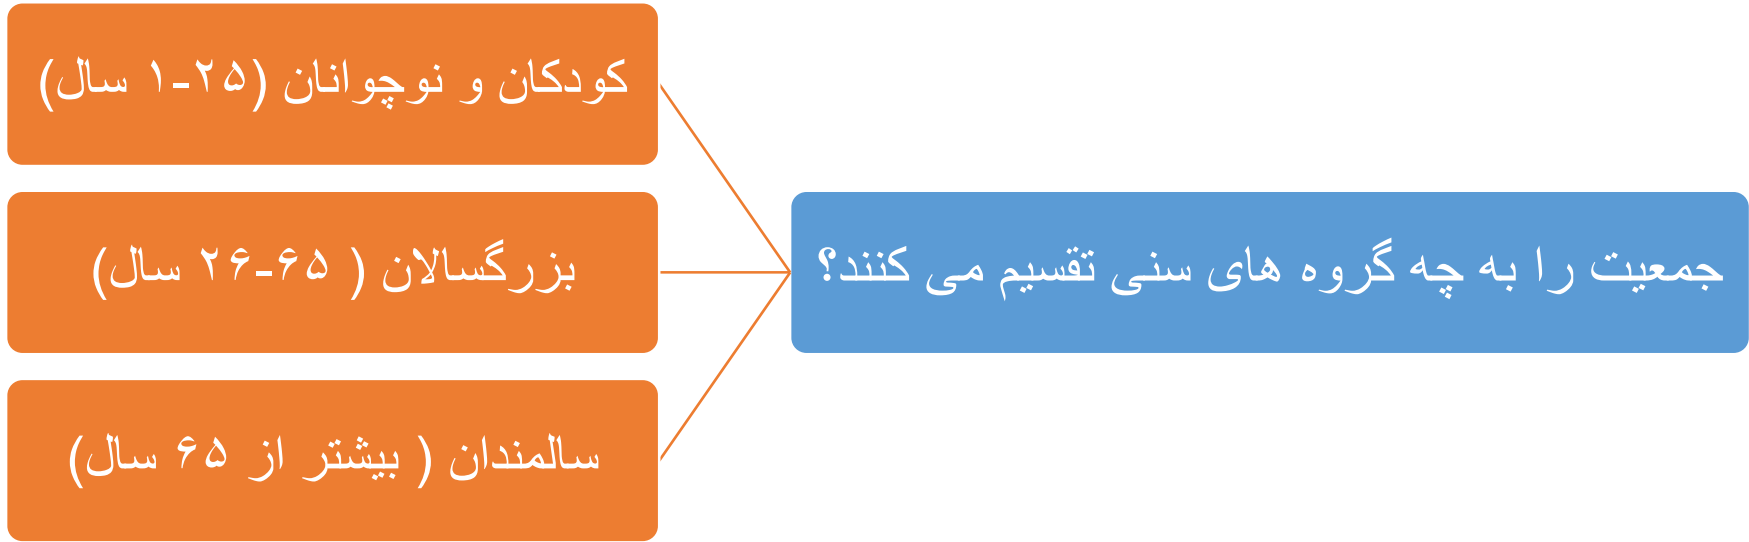 جمعیت را به چه گروه های سنی تقسیم می کنند؟
کودکان و نوچوانان (۲۵-۱ سال)
بزرگسالان ( ۶۵-۲۶ سال)
سالمندان ( بیشتر از ۶۵ سال)